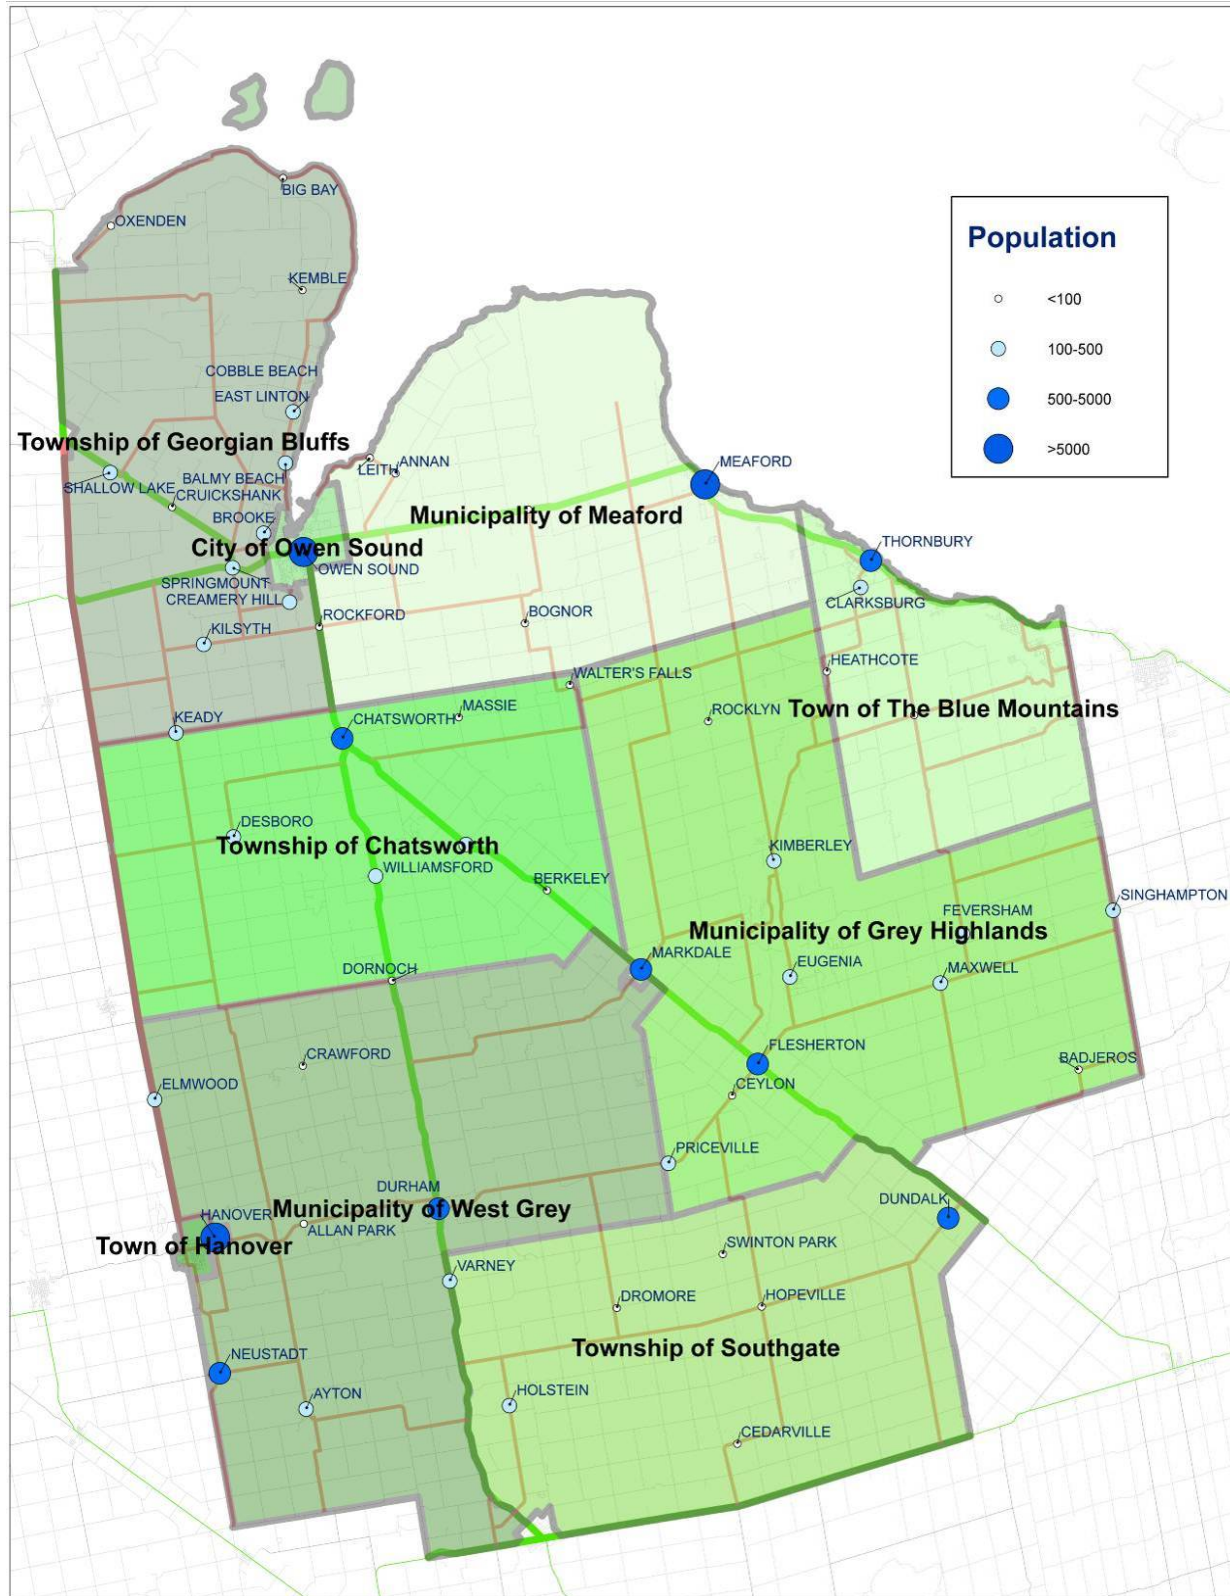 BIG BAY
OXENDEN
Population
KEMBLE
<100
100-500
COBBLE BEACH
EAST LINTON
500-5000
Township of Georgian Bluffs
>5000
LEITH
ANNAN
MEAFORD
BALMY BEACH
SHALLOW LAKE
CRUICKSHANK
BROOKE
Municipality of Meaford
City of Owen Sound
THORNBURY
OWEN SOUND
SPRINGMOUNT
CREAMERY HILL
CLARKSBURG
ROCKFORD
BOGNOR
KILSYTH
HEATHCOTE
WALTER'S FALLS
KEADY
CHATSWORTH
MASSIE
ROCKLYN
Town of The Blue Mountains
DESBORO
Township of Chatsworth
KIMBERLEY
WILLIAMSFORD
BERKELEY
SINGHAMPTON
FEVERSHAM
Municipality of Grey Highlands
MARKDALE
DORNOCH
EUGENIA
MAXWELL
CRAWFORD
FLESHERTON
BADJEROS
ELMWOOD
CEYLON
PRICEVILLE
DURHAM
DUNDALK
HANOVER
Municipality of West Grey
ALLAN PARK
Town of Hanover
SWINTON PARK
VARNEY
DROMORE
HOPEVILLE
Township of Southgate
NEUSTADT
AYTON
HOLSTEIN
CEDARVILLE